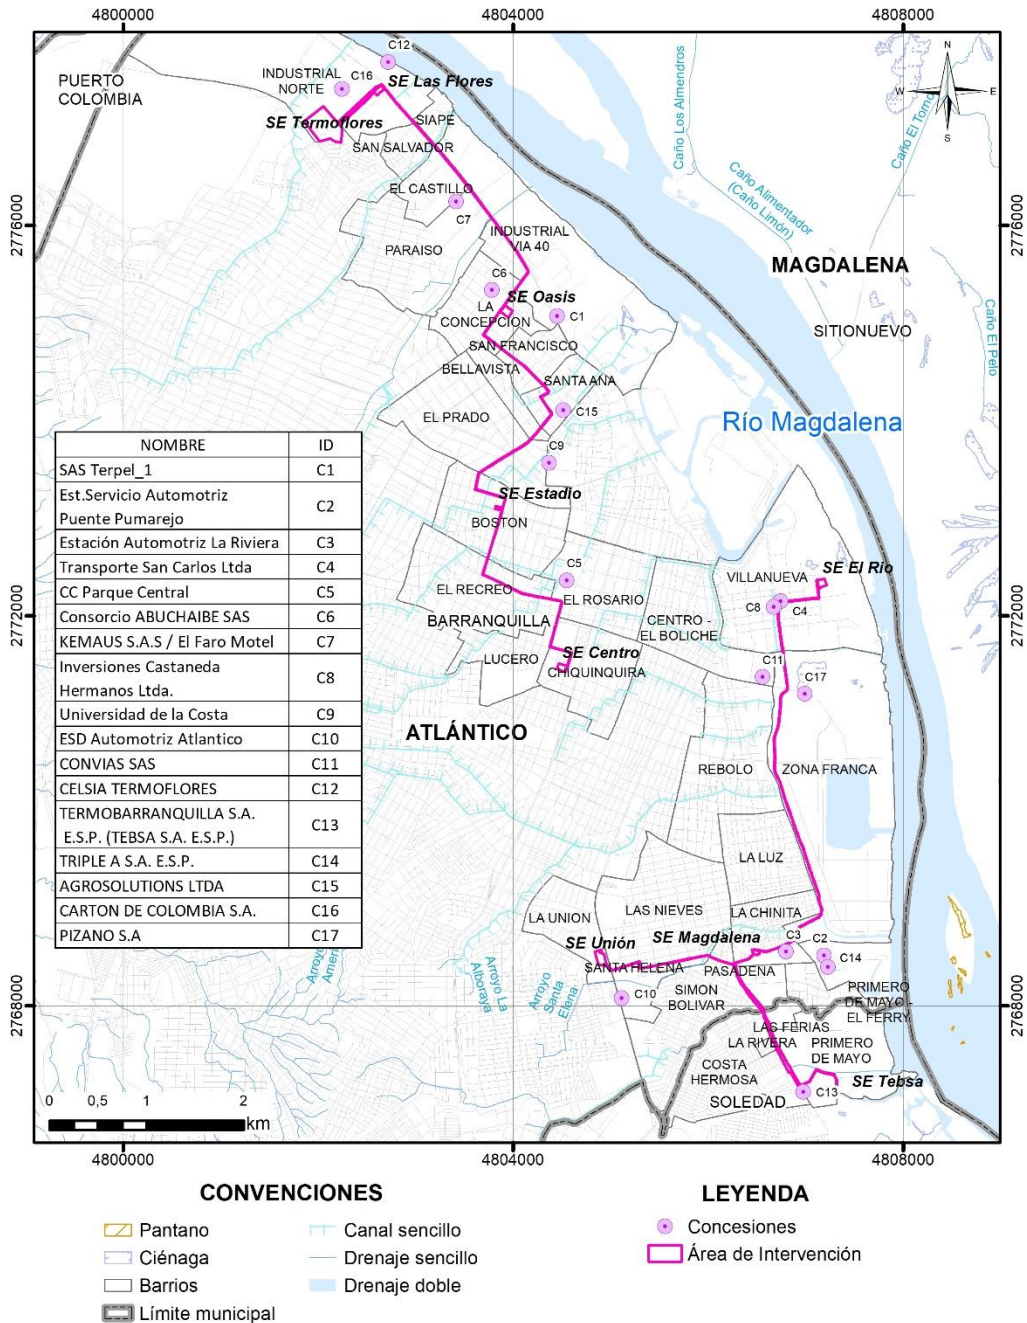 4800000
4804000
4808000
C12
PUERTO
COLOMBIA
INDUSTRIAL
NORTE
C16
SE Las Flores
N
W
E
S
SE Termoflores
SIAPE
SAN SALVADOR
Caño Los Almendros
Caño El Torno
Caño Alimentador
(Caño Limón)
EL CASTILLO
C7
2776000
2776000
PARAISO
INDUSTRIAL
VIA 40
MAGDALENA
C6
SE Oasis
LA
CONCEPCION
C1
SITIONUEVO
Caño El Pelo
SAN FRANCISCO
BELLAVISTA
SANTA ANA
EL PRADO
C15
Río Magdalena
C9
NOMBRE ID
SAS Terpel_1 C1
Est.Servicio Automotriz
Puente Pumarejo C2
Estación Automotriz La Riviera C3
Transporte San Carlos Ltda C4
CC Parque Central C5
Consorcio ABUCHAIBE SAS C6
KEMAUS S.A.S / El Faro Motel C7
Inversiones Castaneda
Hermanos Ltda. C8
Universidad de la Costa C9
ESD Automotriz Atlantico C10
CONVIAS SAS C11
CELSIA TERMOFLORES C12
TERMOBARRANQUILLA S.A.
E.S.P. (TEBSA S.A. E.S.P.) C13
TRIPLE A S.A. E.S.P. C14
AGROSOLUTIONS LTDA C15
CARTON DE COLOMBIA S.A. C16
PIZANO S.A C17
SE Estadio
BOSTON
C5
VILLANUEVA
SE El Rio
EL RECREO
EL ROSARIO
C8
C4
2772000
2772000
BARRANQUILLA
CENTRO -
EL BOLICHE
LUCERO
SE Centro
CHIQUINQUIRA
C11
C17
ATLÁNTICO
REBOLO
ZONA FRANCA
LA LUZ
LA UNION
LAS NIEVES
LA CHINITA
SE Unión
SE Magdalena
C3
C2
C14
SANTA HELENA
PASADENA
Arroyo
Arroyo La
Alboraya
Arroyo
Santa
Elena
C10
SIMON
BOLIVAR
PRIMERO
DE MAYO -
EL FERRY
2768000
2768000
LAS FERIAS
LA RIVERA
PRIMERO
DE MAYO
COSTA
HERMOSA
SE Tebsa
SOLEDAD
C13
0 0,5 1 2
km
4800000
4804000
4808000
CONVENCIONES
Pantano
Ciénaga
Barrios
Límite municipal
Canal sencillo
Drenaje sencillo
Drenaje doble
LEYENDA
Concesiones
Área de Intervención